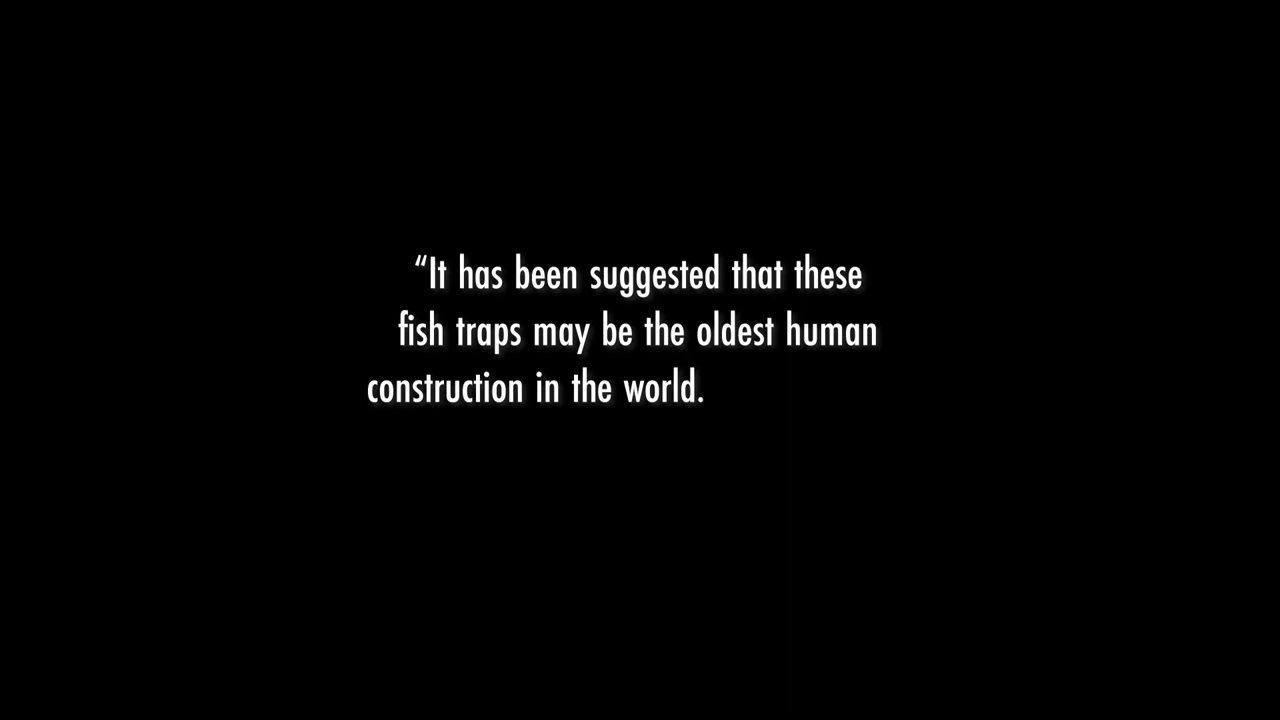 “It has been suggested that these
fish traps may be the oldest human
construction in the world.